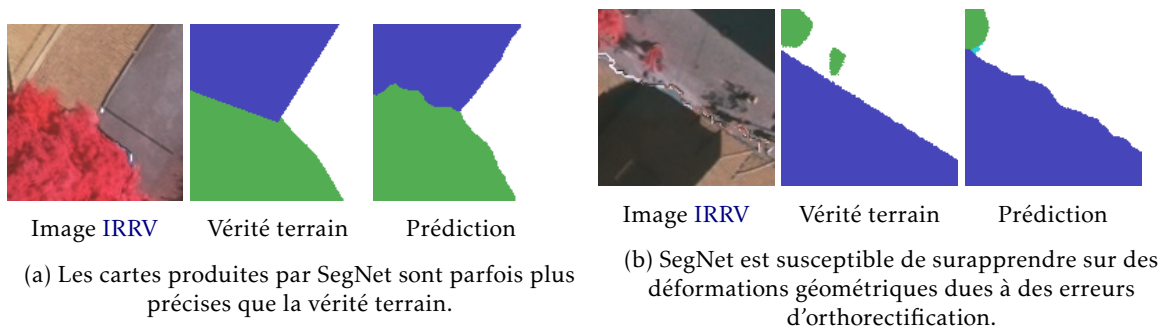 Image IRRV
Vérité terrain
Prédiction
(a) Les cartes produites par SegNet sont parfois plus
précises que la vérité terrain.
Image IRRV
Vérité terrain
Prédiction
(b) SegNet est susceptible de surapprendre sur des
déformations géométriques dues à des erreurs
d'orthorectification.